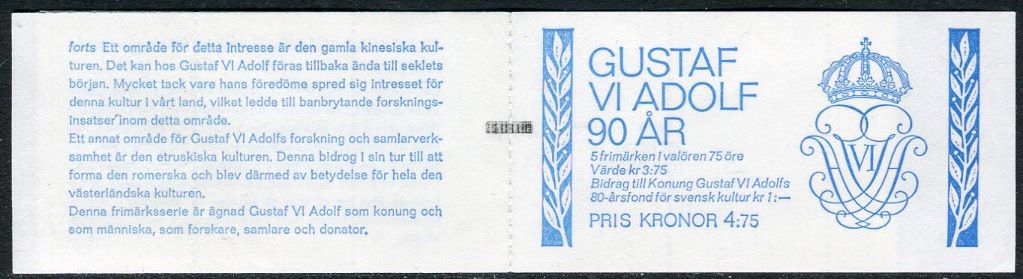 forts Ett område för detta intresse är den gamla kinesiska kul-
turen. Det kan hos Gustaf VI Adolf föras tillbaka ända till seklets
början. Mycket tack vare hans föredöme spred sig intresset för
denna kultur i vårt land, vilket ledde till banbrytande forsknings-
insatser inom detta område.
Ett annat område för Gustaf VI Adolfs forskning och samlarverk-
samhet är den etruskiska kulturen. Denna bidrog i sin tur till att
forma den romerska och blev därmed av betydelse för hela den
västerländska kulturen.
Denna frimärksserie är ägnad Gustaf VI Adolf som konung och
som människa, som forskare, samlare och donator.
GUSTAF
VI ADOLF
90 ÅR
5 frimärken i valören 75 öre
Värde kr 3:75
Bidrag till Konung Gustaf VI Adolfs
80-årsfond för svensk kultur kr 1:—
PRIS KRONOR 4:75
VI